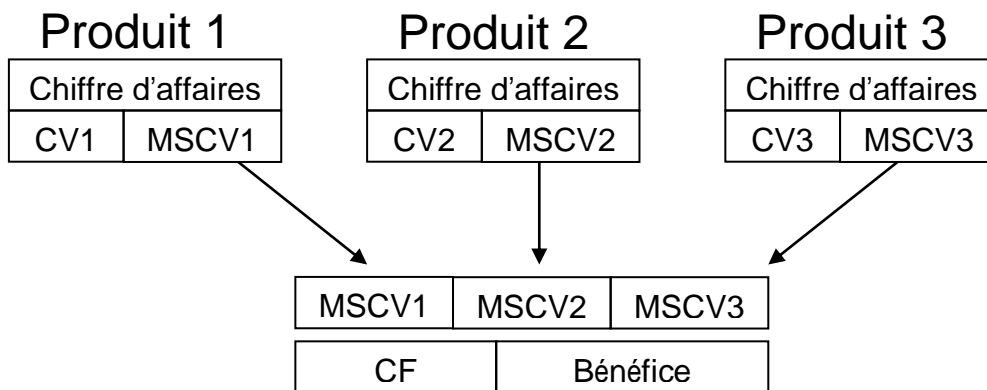 Produit 1 Produit 2 Produit 3
Chiffre d'affaires Chiffre d'affaires Chiffre d'affaires
CV1 MSCV1 CV2 MSCV2 CV3 MSCV3
MSCV1 MSCV2 MSCV3
CF Bénéfice